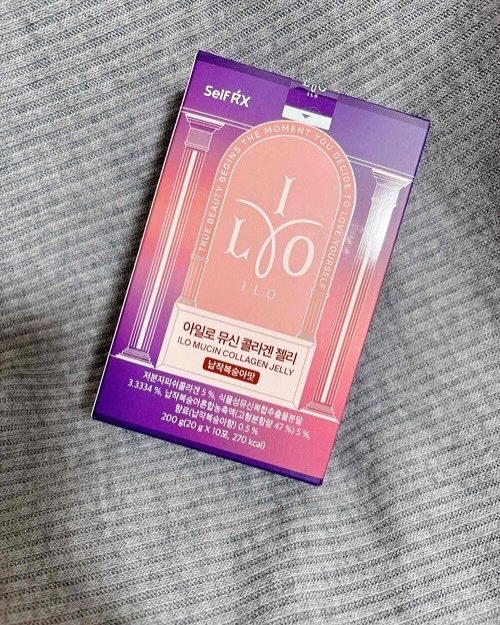 SelFRX
ILO
TRUE BEAUTY BEGINS THE MOMENT YOU DECIDE TO LOVE YOURSELF
I
L O
ILO
아일로 뮤신 콜라겐 젤리
ILO MUCIN COLLAGEN JELLY
납작복숭아맛
저분자피쉬콜라겐 5 %, 식물성뮤신복합추출물분말
3.3334 %, 납작복숭아혼합농축액(고형분함량 47 %) 5 %,
향료(납작복숭아향) 0.5 %
200 g(20 g X 10포, 270 kcal)